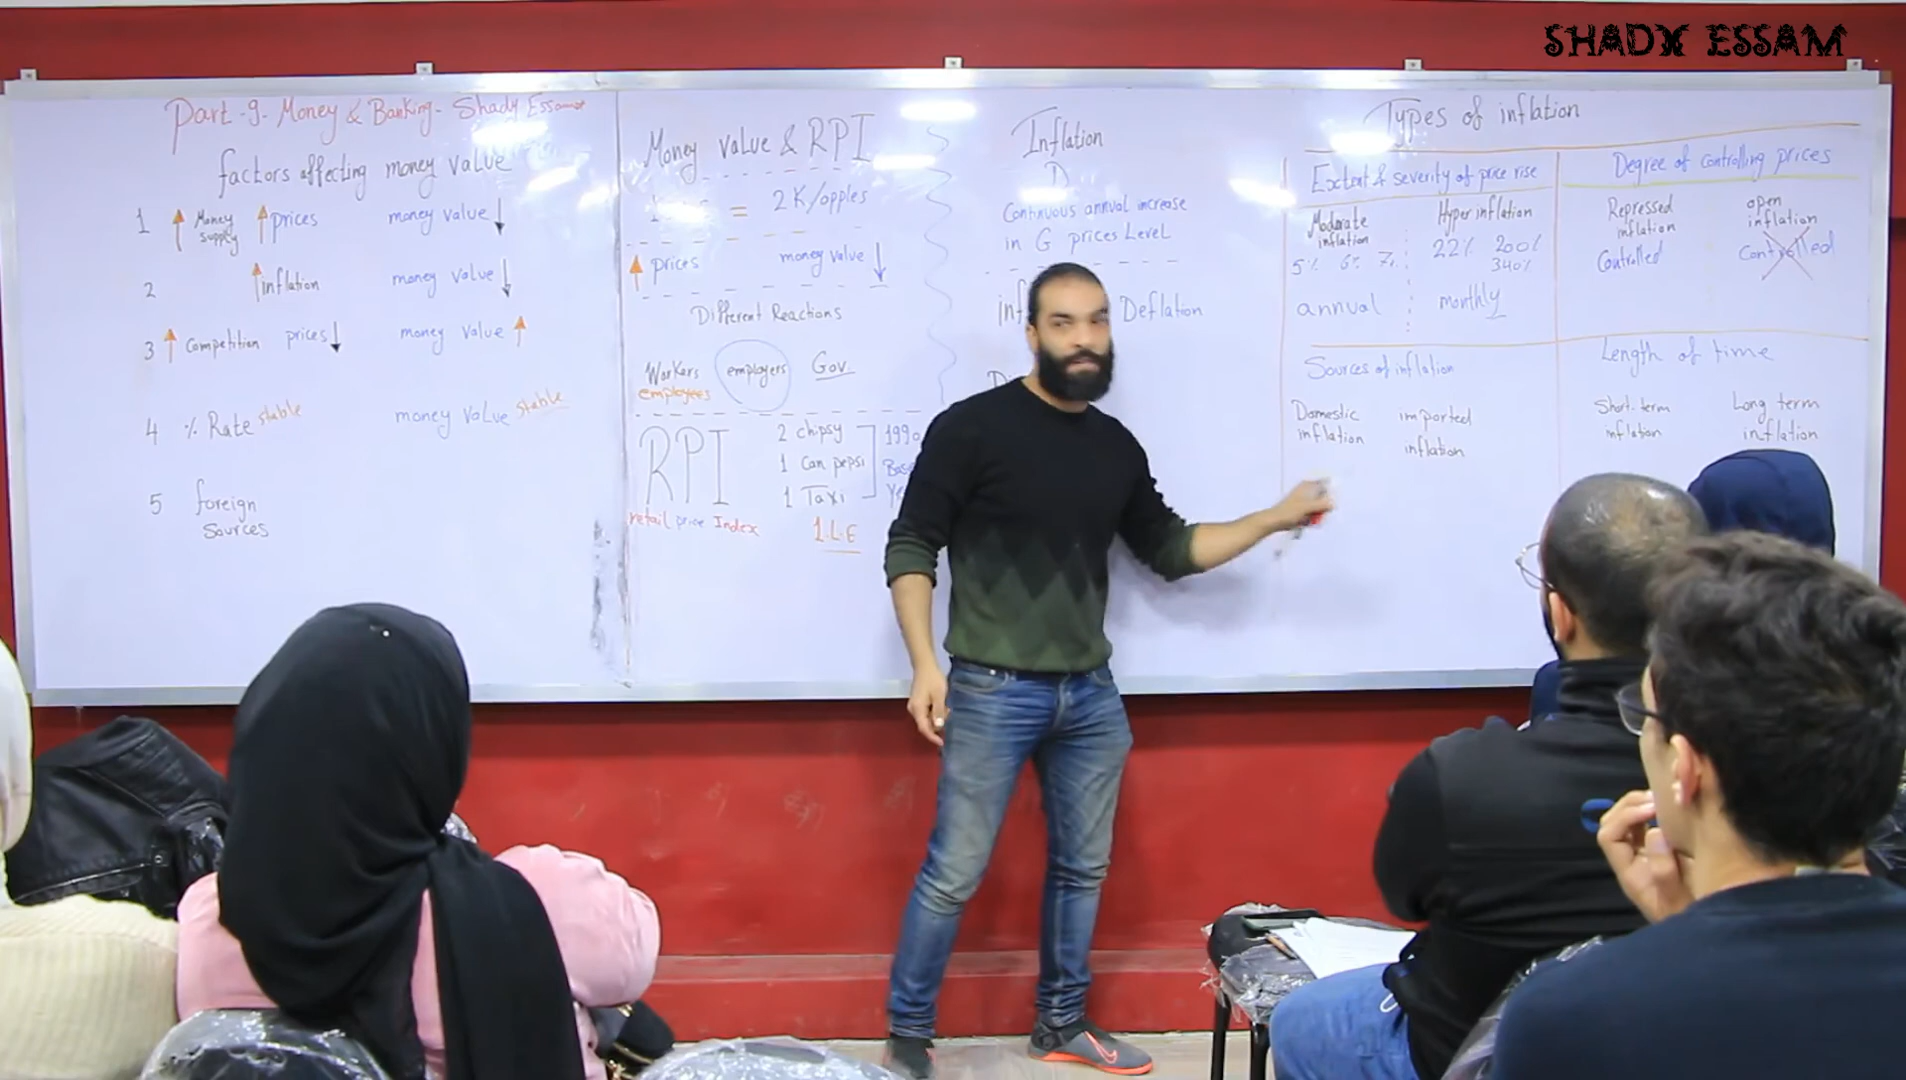 SHADY ESSAM
Part -9- Money & Banking - Shady Essam
factors affecting money value
1 Money supply prices money value
2 inflation money value
3 Competition prices money value
4 % Rate stable money value stable
5 foreign
sources
Money value & RPI
= 2 K/apples
prices money value
Different Reactions
Workers employers Gov.
employees
RPI
retail price Index
2 chipsy
1 Can pepsi
1 Taxi
1990
1 L.E
Inflation
Continuous annual increase
in G prices Level
Deflation
Types of inflation
Extent & severity of price rise
Moderate
inflation
5% 6% 7%
annual
Hyper inflation
22% 200%
340%
monthly
Degree of controlling prices
Repressed
inflation
Controlled
open
inflation
Controlled
Sources of inflation
Domestic
inflation
imported
inflation
Length of time
Short-term
inflation
Long term
inflation